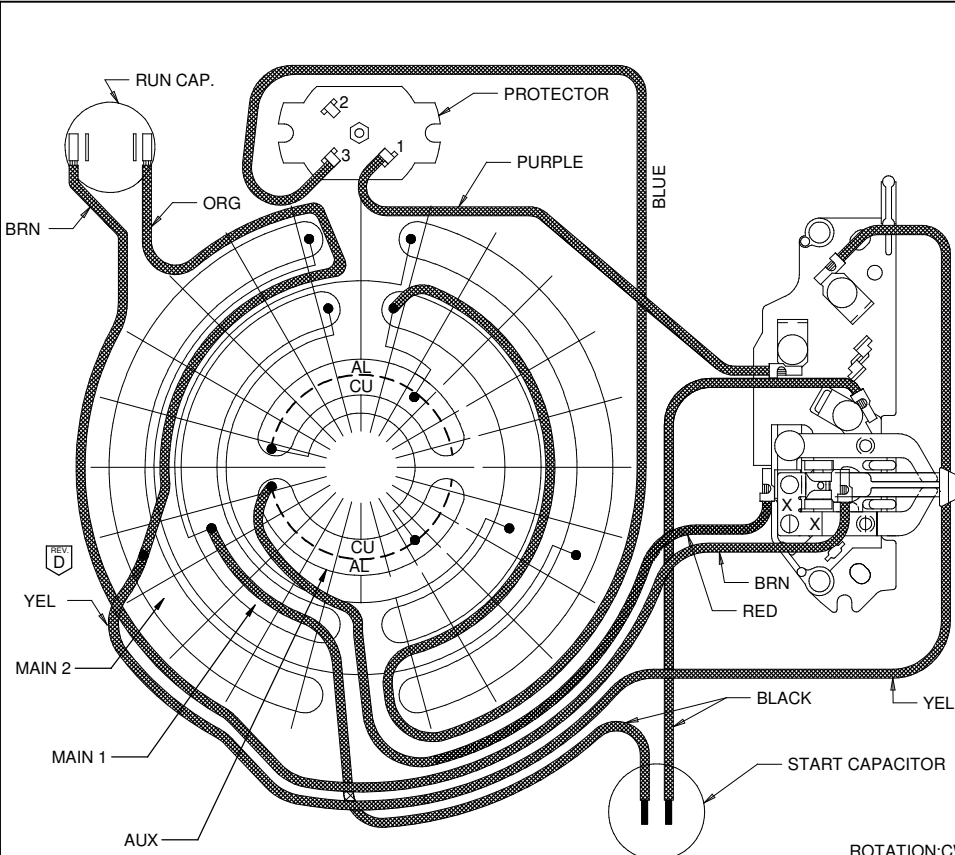 RUN CAP.
PROTECTOR
2
3
1
PURPLE
BLUE
ORG
BRN
AL
CU
CU
AL
X
X
REV.
D
YEL
BRN
RED
MAIN 2
YEL
BLACK
MAIN 1
START CAPACITOR
AUX